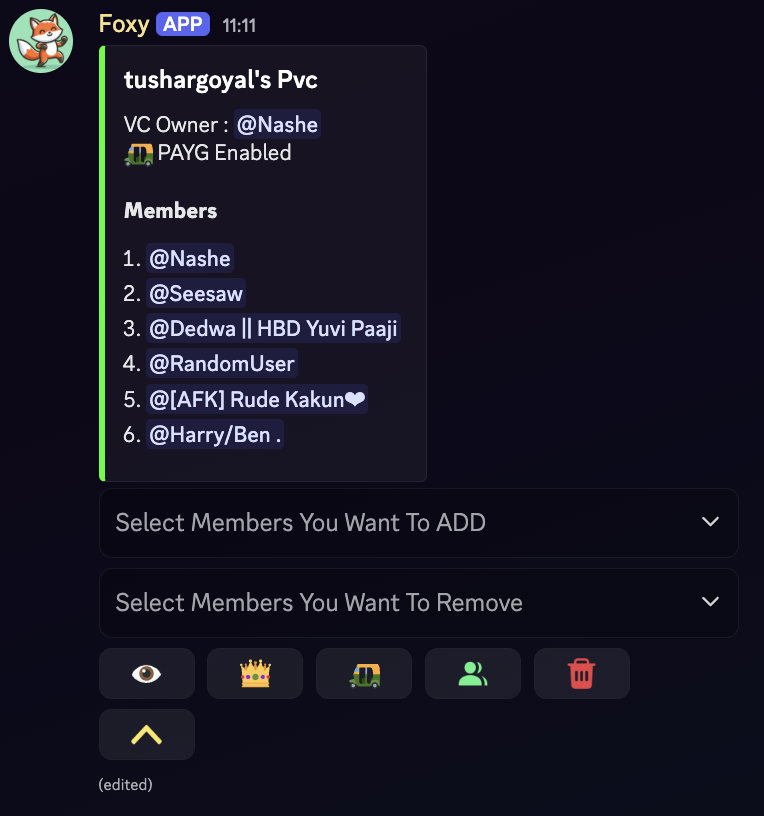 Foxy APP 11:11
tushargoyal's Pvc
VC Owner : @Nashe
PAYG Enabled
Members
1. @Nashe
2. @Seesaw
3. @Dedwa || HBD Yuvi Paaji
4. @RandomUser
5. @[AFK] Rude Kakun❤
6. @Harry/Ben .
Select Members You Want To ADD
Select Members You Want To Remove
(edited)